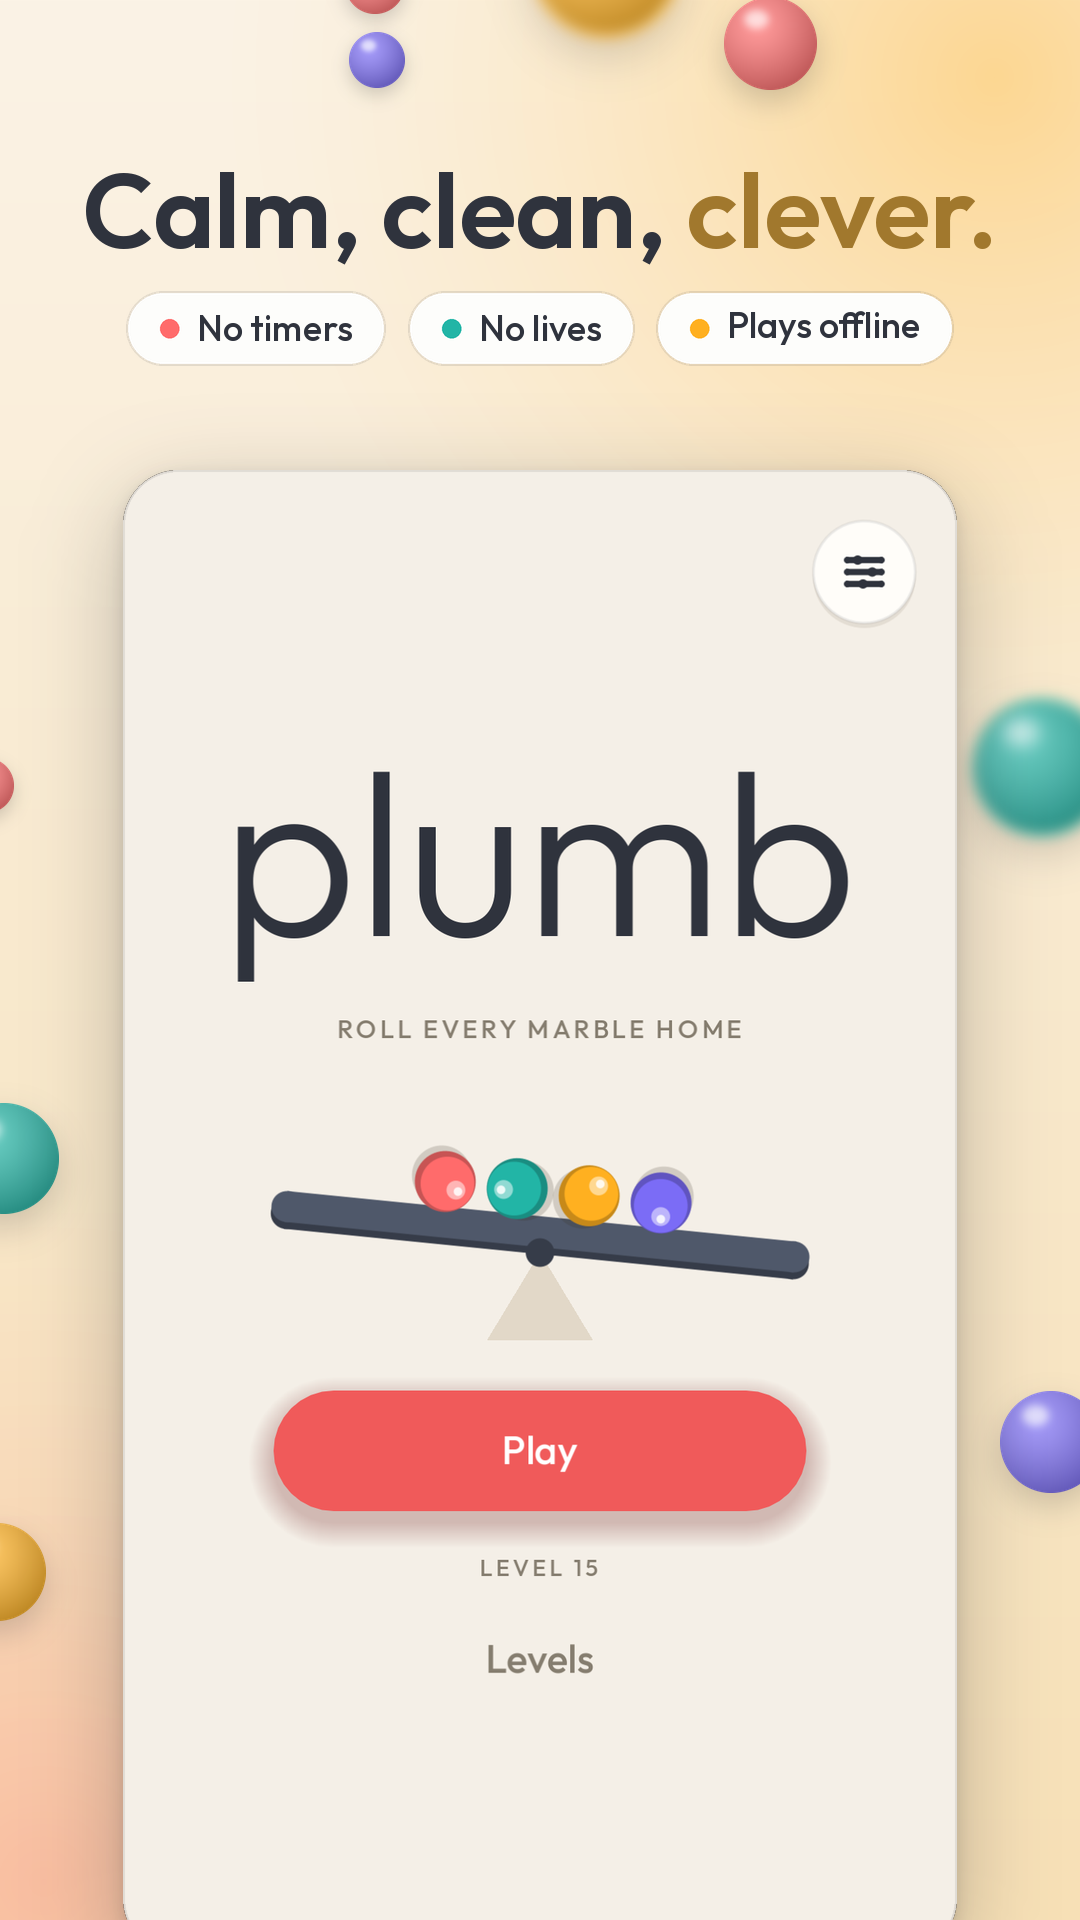 Calm, clean, clever.
No timers
No lives
Plays offline
plumb
ROLL EVERY MARBLE HOME
Play
LEVEL 15
Levels